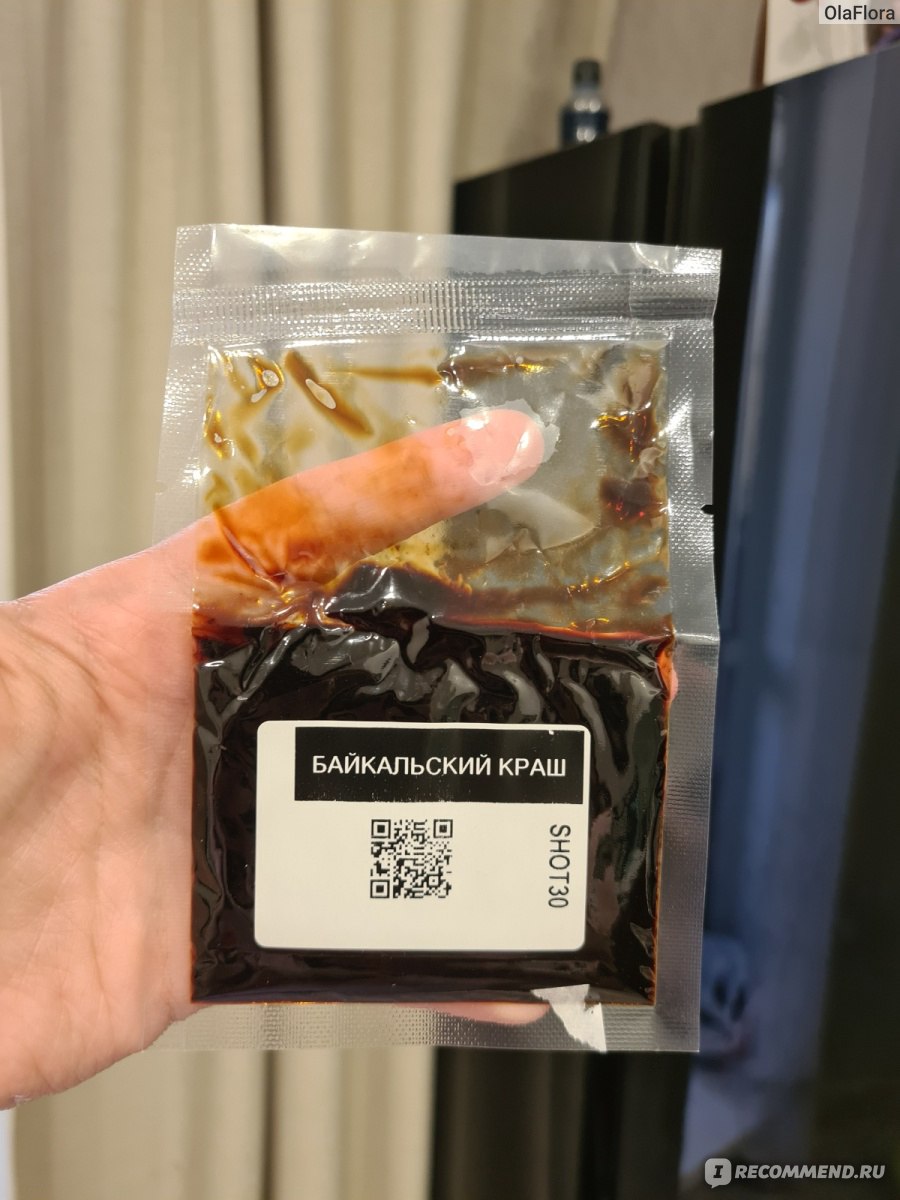 OlaFlora
БАЙКАЛЬСКИЙ КРАШ
SHOT30
IRECOMMEND.RU